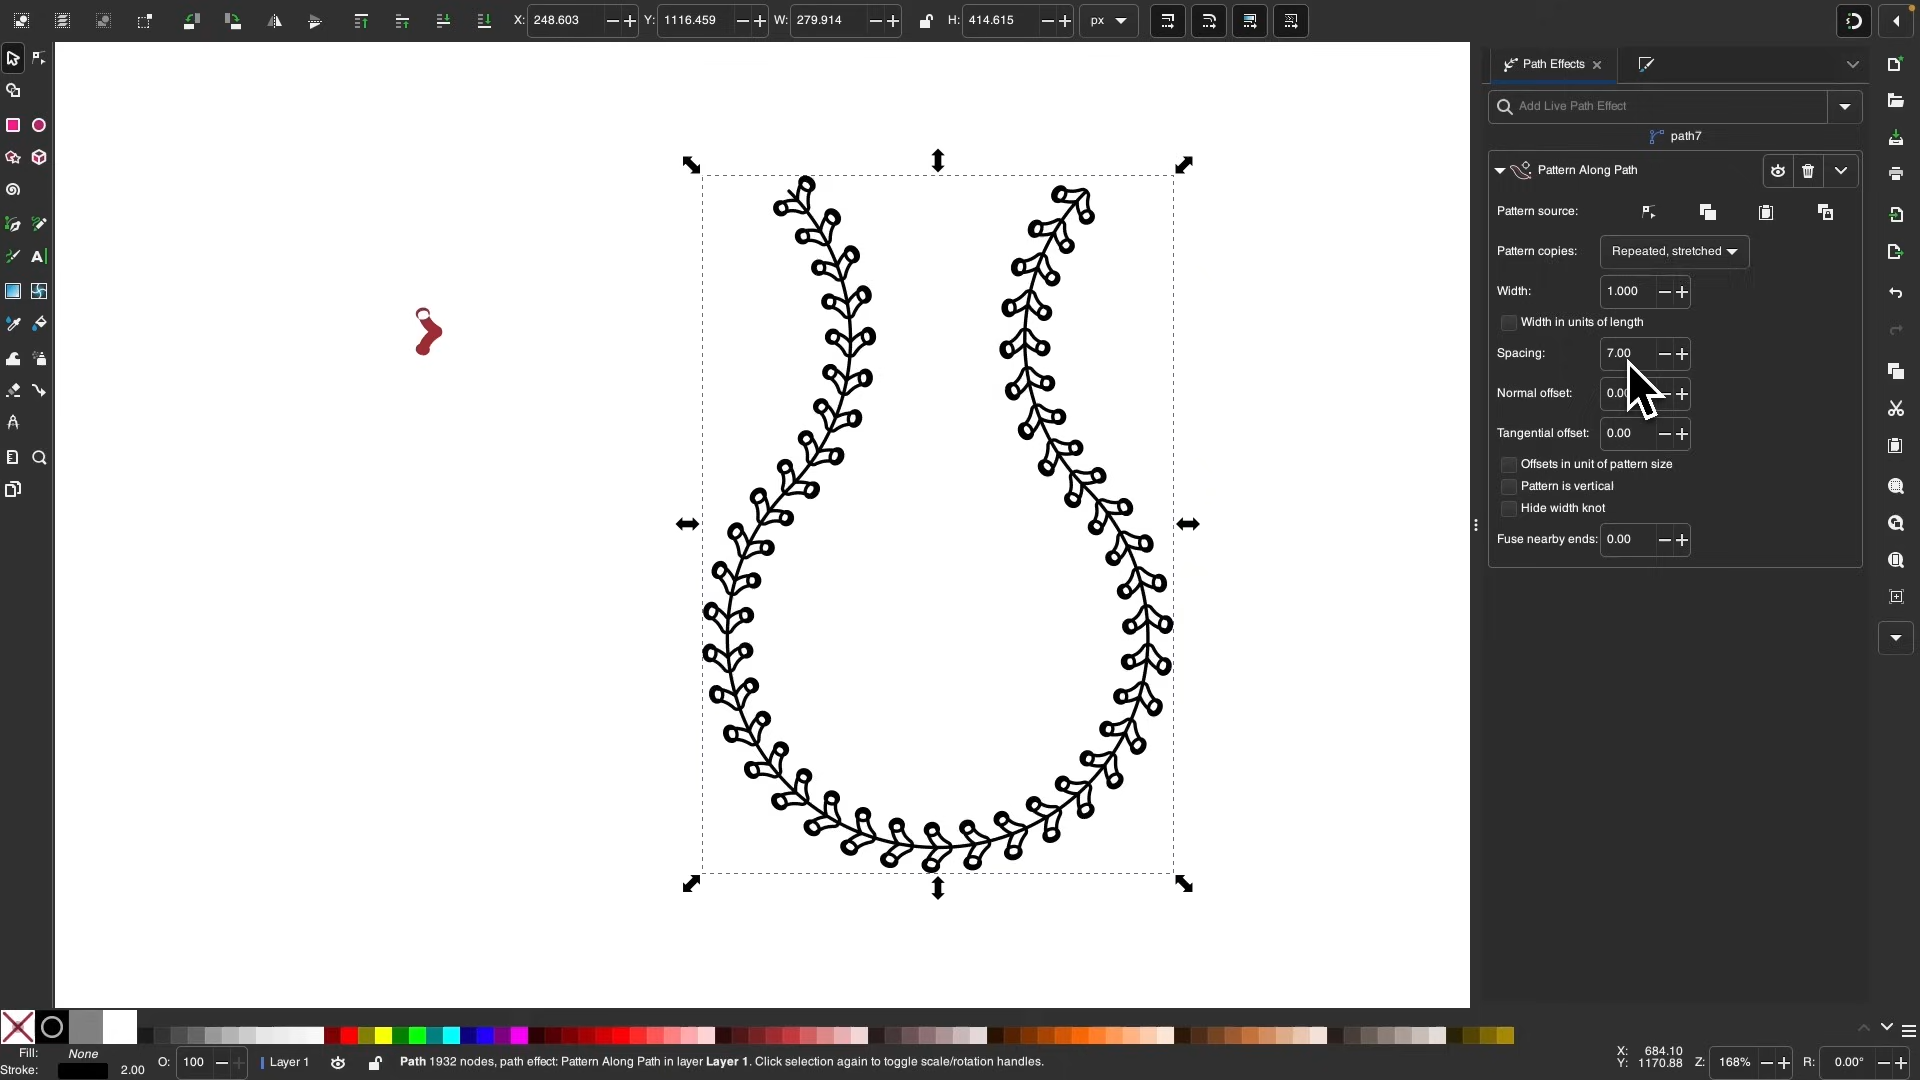 X: 248.603 Y: 1116.459 W: 279.914 H: 414.615 px
Path Effects
Add Live Path Effect
path7
Pattern Along Path
Pattern source:
Pattern copies: Repeated, stretched
Width: 1.000
Width in units of length
Spacing: 7.00
Normal offset: 0.00
Tangential offset: 0.00
Offsets in unit of pattern size
Pattern is vertical
Hide width knot
Fuse nearby ends: 0.00
Fill: None
Stroke: 2.00
O: 100
Layer 1
Path 1932 nodes, path effect: Pattern Along Path in layer Layer 1. Click selection again to toggle scale/rotation handles.
X: 684.10
Y: 1170.88
Z: 168%
R: 0.00°